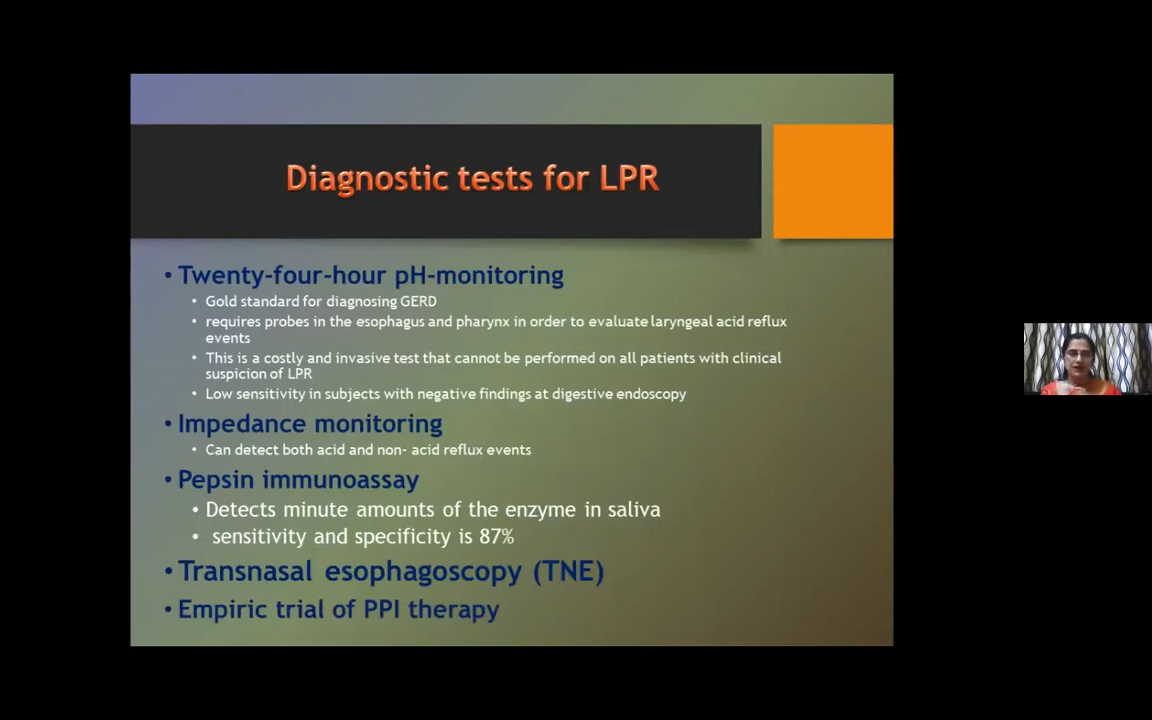 Diagnostic tests for LPR
• Twenty-four-hour pH-monitoring
• Gold standard for diagnosing GERD
• requires probes in the esophagus and pharynx in order to evaluate laryngeal acid reflux
events
• This is a costly and invasive test that cannot be performed on all patients with clinical
suspicion of LPR
• Low sensitivity in subjects with negative findings at digestive endoscopy
• Impedance monitoring
• Can detect both acid and non- acid reflux events
• Pepsin immunoassay
• Detects minute amounts of the enzyme in saliva
• sensitivity and specificity is 87%
• Transnasal esophagoscopy (TNE)
• Empiric trial of PPI therapy